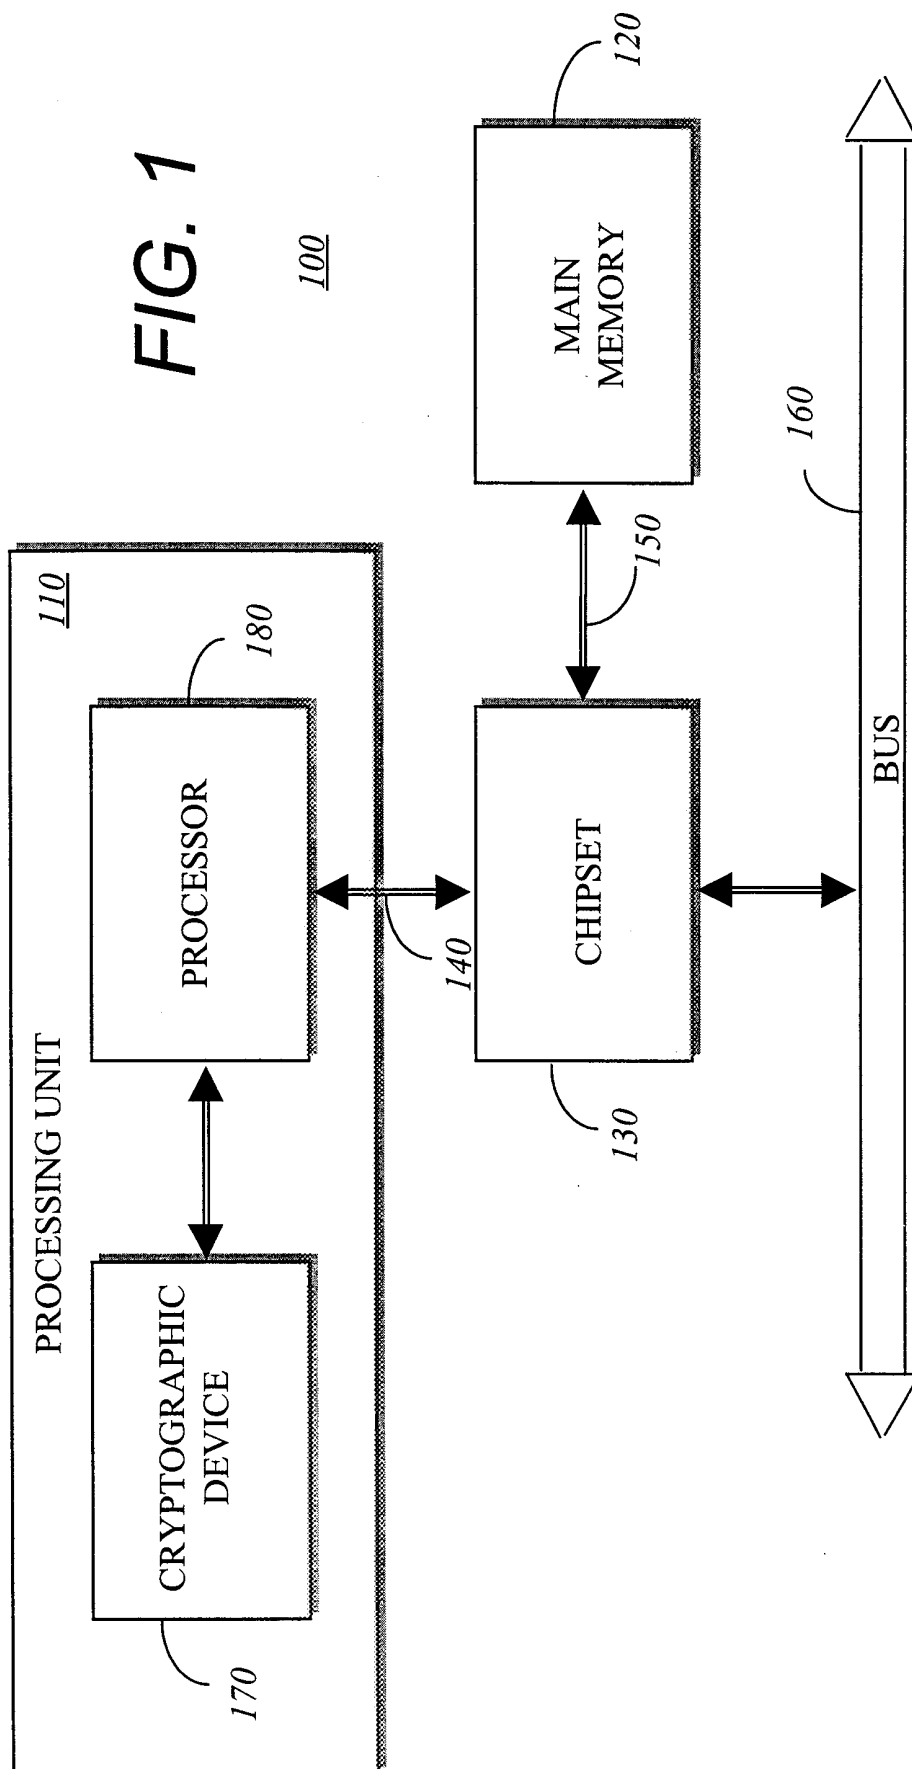 FIG. 1
100
PROCESSING UNIT
110
CRYPTOGRAPHIC
DEVICE
170
PROCESSOR
180
140
CHIPSET
130
150
MAIN
MEMORY
120
160
BUS